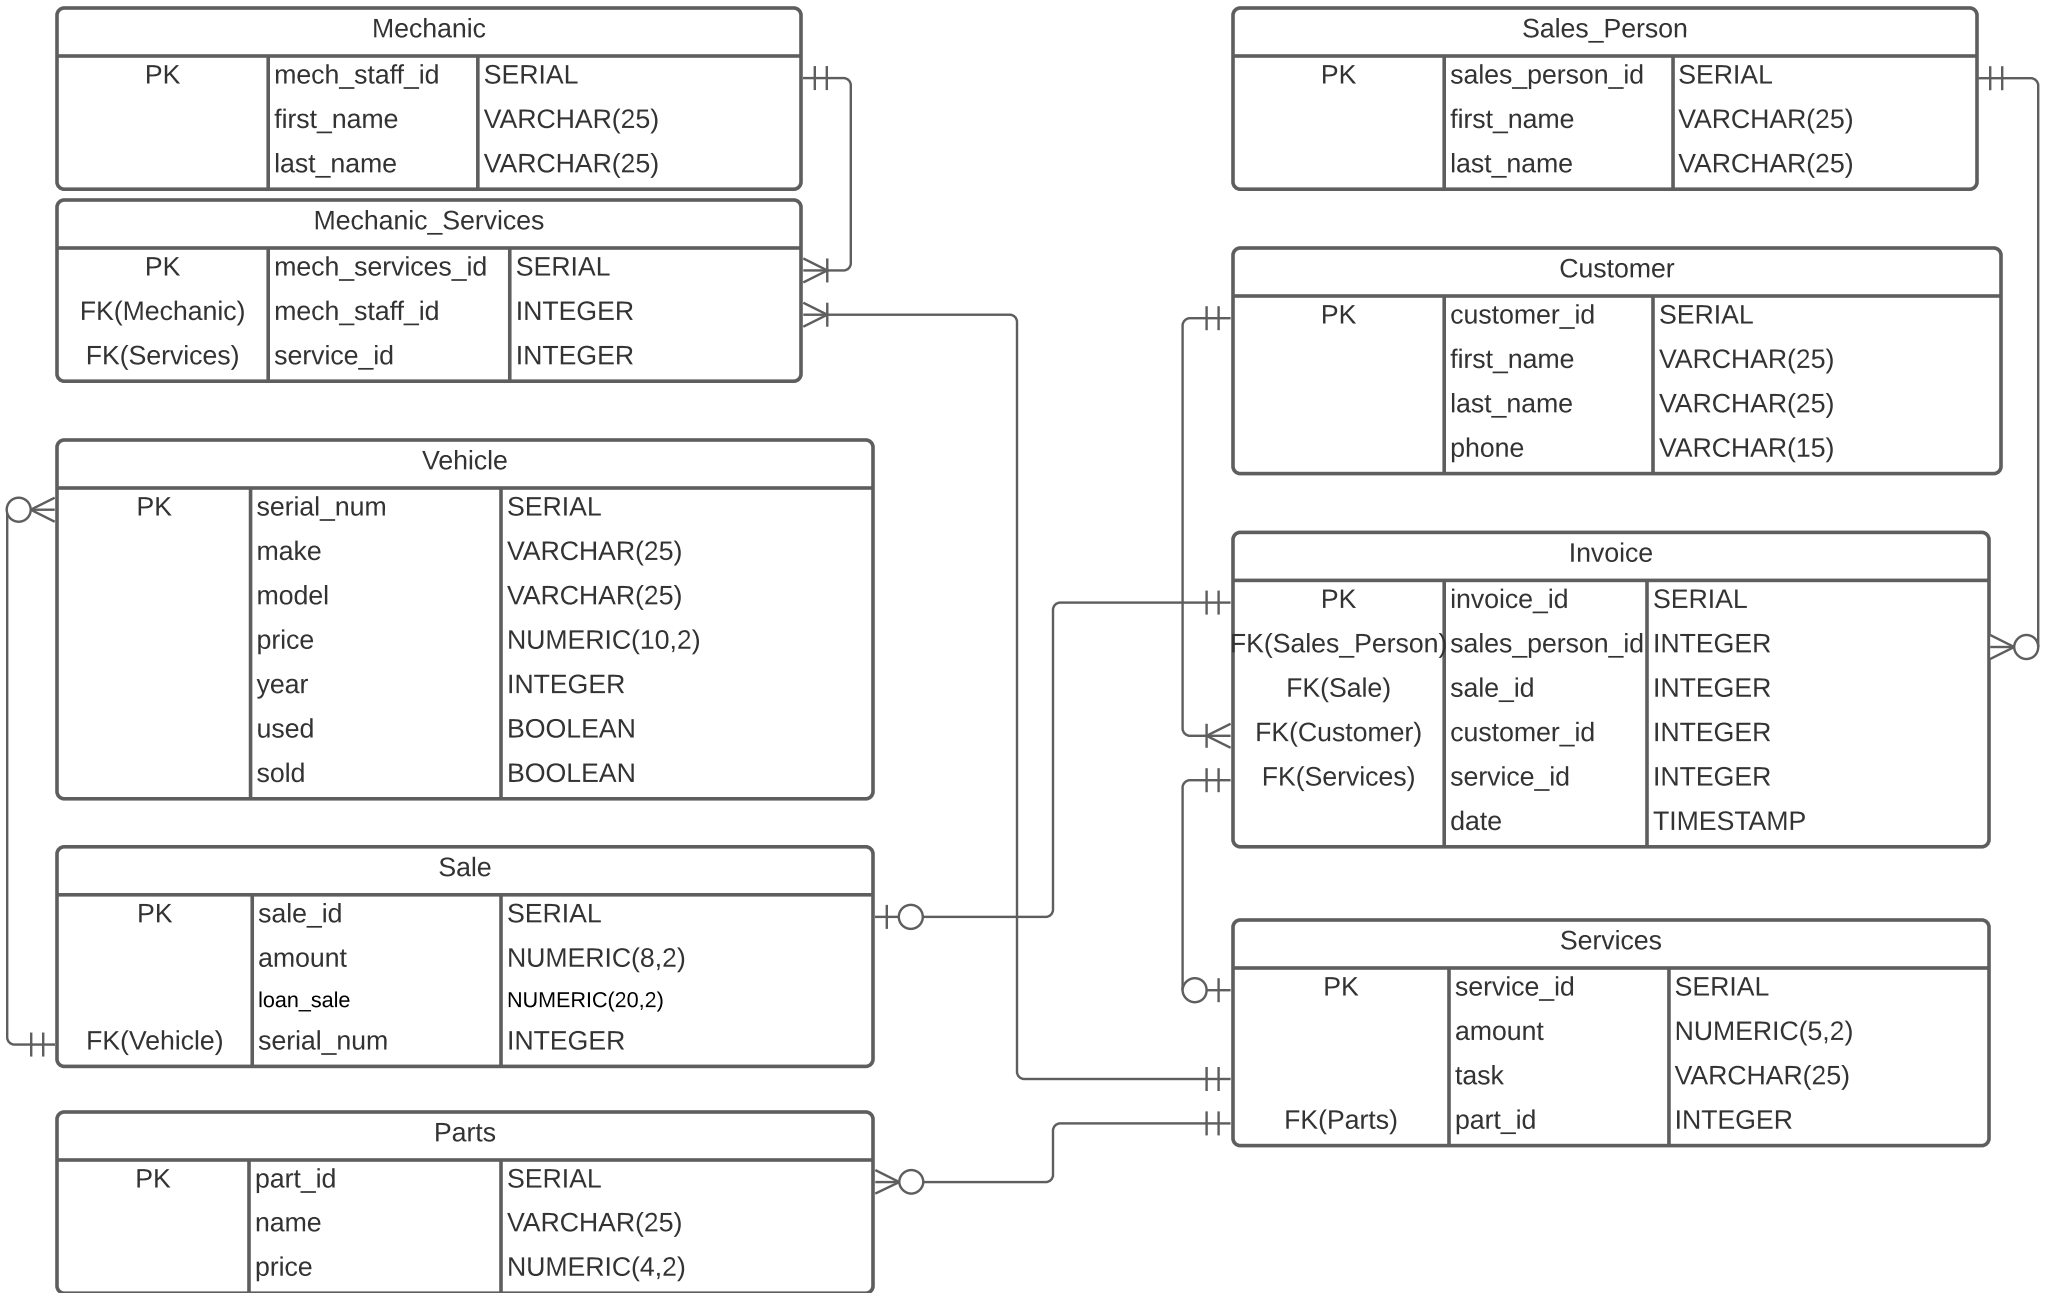 Mechanic
PK mech_staff_id SERIAL
first_name VARCHAR(25)
last_name VARCHAR(25)
Mechanic_Services
PK mech_services_id SERIAL
FK(Mechanic) mech_staff_id INTEGER
FK(Services) service_id INTEGER
Vehicle
PK serial_num SERIAL
make VARCHAR(25)
model VARCHAR(25)
price NUMERIC(10,2)
year INTEGER
used BOOLEAN
sold BOOLEAN
Sale
PK sale_id SERIAL
amount NUMERIC(8,2)
loan_sale NUMERIC(20,2)
FK(Vehicle) serial_num INTEGER
Parts
PK part_id SERIAL
name VARCHAR(25)
price NUMERIC(4,2)
Sales_Person
PK sales_person_id SERIAL
first_name VARCHAR(25)
last_name VARCHAR(25)
Customer
PK customer_id SERIAL
first_name VARCHAR(25)
last_name VARCHAR(25)
phone VARCHAR(15)
Invoice
PK invoice_id SERIAL
FK(Sales_Person) sales_person_id INTEGER
FK(Sale) sale_id INTEGER
FK(Customer) customer_id INTEGER
FK(Services) service_id INTEGER
date TIMESTAMP
Services
PK service_id SERIAL
amount NUMERIC(5,2)
task VARCHAR(25)
FK(Parts) part_id INTEGER